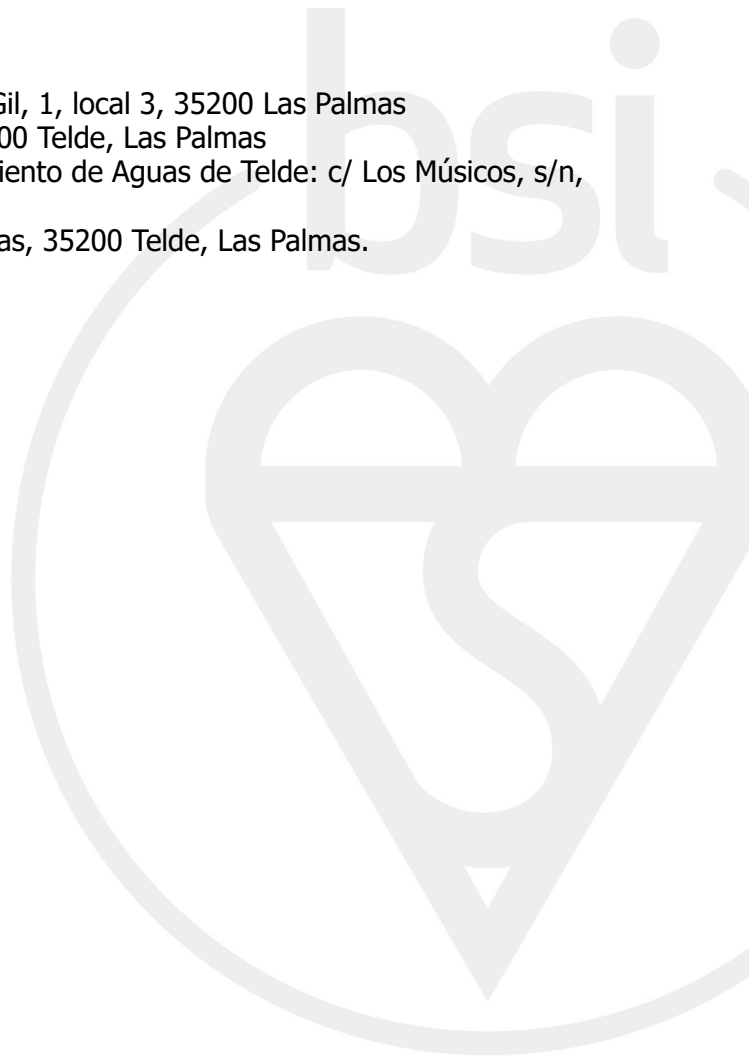 bsi
Gil, 1, local 3, 35200 Las Palmas
00 Telde, Las Palmas
iento de Aguas de Telde: c/ Los Músicos, s/n,
as, 35200 Telde, Las Palmas.